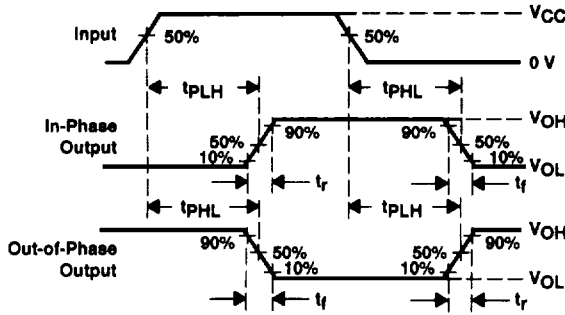 VCC
Input
50%
50%
0 V
tPLH
tPHL
VOH
In-Phase
Output
90%
90%
50%
50%
10%
10%
VOL
tr
tf
tPHL
tPLH
VOH
Out-of-Phase
Output
90%
90%
50%
50%
10%
10%
VOL
tf
tr